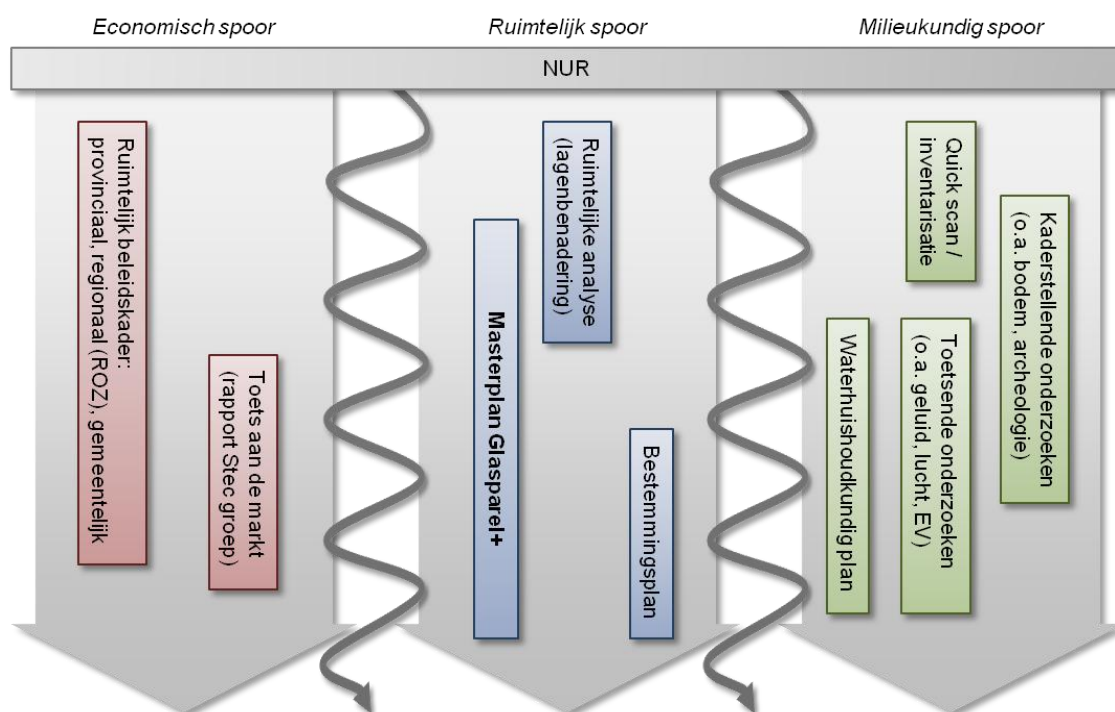 Economisch spoor
Ruimtelijk spoor
Milieukundig spoor
NUR
Ruimtelijk beleidskader:
provinciaal, regionaal (ROZ), gemeentelijk
Toets aan de markt
(rapport Stec groep)
Masterplan Glasparel+
Ruimtelijke analyse
(lagenbenadering)
Bestemmingsplan
Waterhuishoudkundig plan
Quick scan /
inventarisatie
Toetsende onderzoeken
(o.a. geluid, lucht, EV)
Kaderstellende onderzoeken
(o.a. bodem, archeologie)